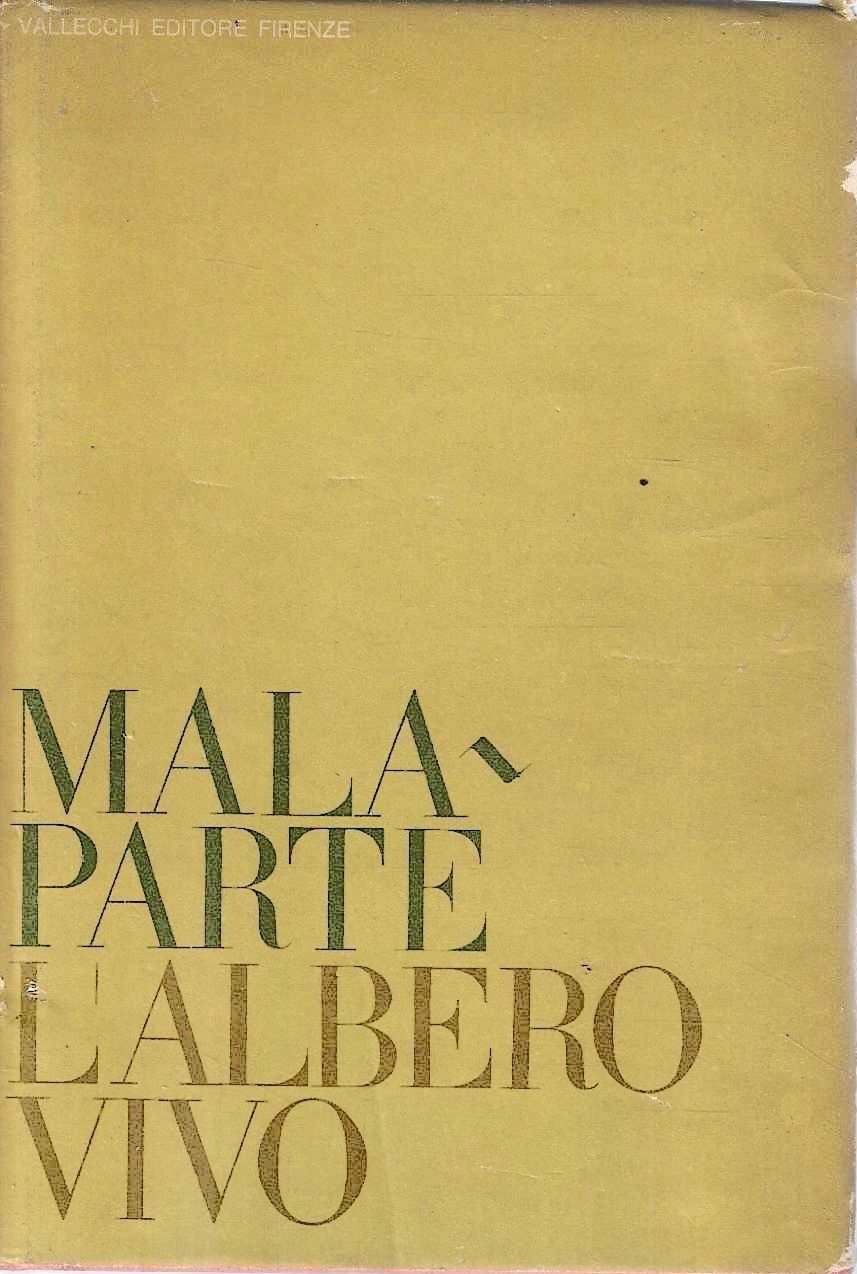 VALLECCHI EDITORE FIRENZE
MALA-
PARTE
L'ALBERO
VIVO